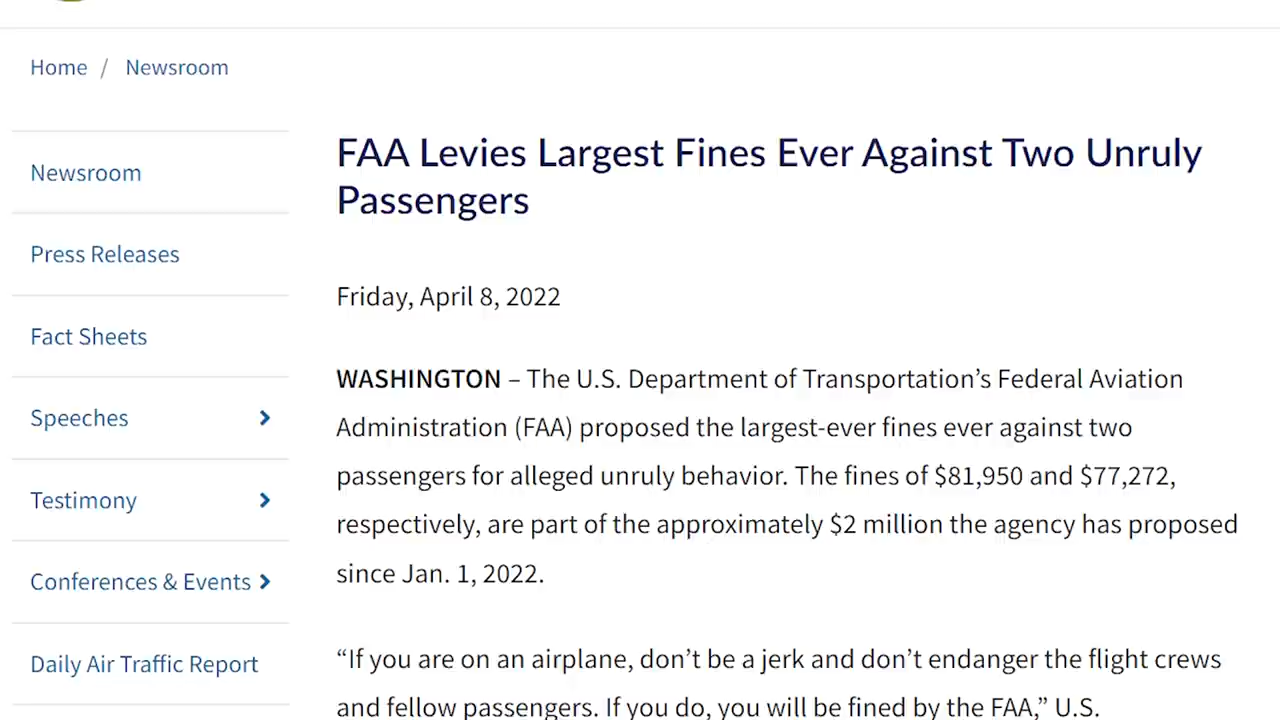 Home / Newsroom
Newsroom
Press Releases
Fact Sheets
Speeches
Testimony
Conferences & Events
Daily Air Traffic Report
FAA Levies Largest Fines Ever Against Two Unruly
Passengers
Friday, April 8, 2022
WASHINGTON – The U.S. Department of Transportation’s Federal Aviation
Administration (FAA) proposed the largest-ever fines ever against two
passengers for alleged unruly behavior. The fines of $81,950 and $77,272,
respectively, are part of the approximately $2 million the agency has proposed
since Jan. 1, 2022.
“If you are on an airplane, don’t be a jerk and don’t endanger the flight crews
and fellow passengers. If you do, you will be fined by the FAA,” U.S.